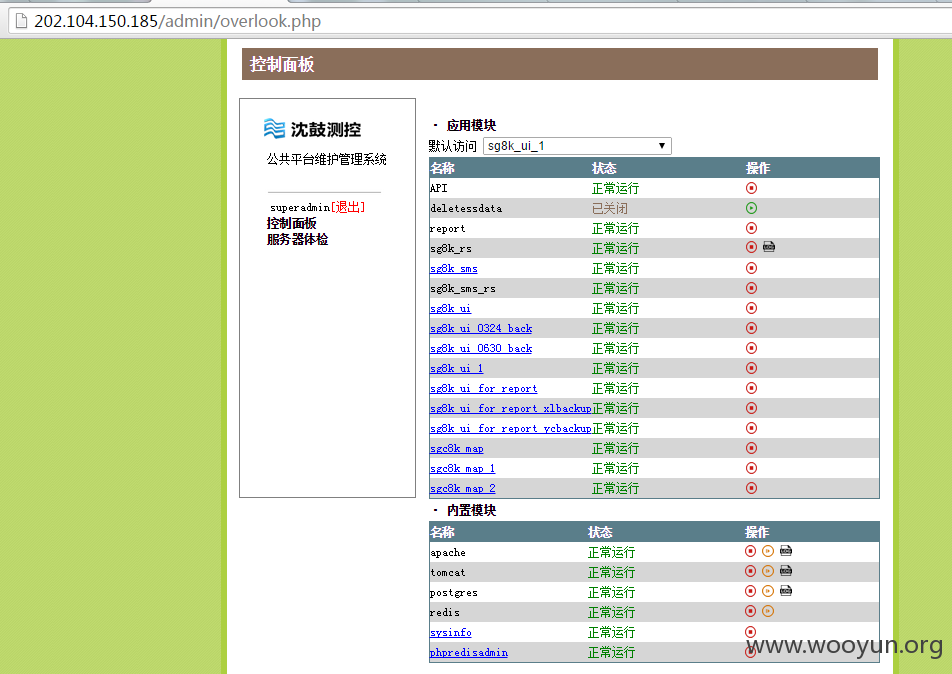 202.104.150.185/admin/overlook.php
控制面板
沈鼓测控
公共平台维护管理系统
superadmin[退出]
控制面板
服务器体检
· 应用模块
默认访问 sg8k_ui_1
名称 状态 操作
API 正常运行
deletessdata 已关闭
report 正常运行
sg8k_rs 正常运行 LOG
sg8k_sms 正常运行
sg8k_sms_rs 正常运行
sg8k_ui 正常运行
sg8k_ui_0324_back 正常运行
sg8k_ui_0630_back 正常运行
sg8k_ui_1 正常运行
sg8k_ui_for_report 正常运行
sg8k_ui_for_report_xlbackup 正常运行
sg8k_ui_for_report_ycbackup 正常运行
sgc8k_map 正常运行
sgc8k_map_1 正常运行
sgc8k_map_2 正常运行
· 内置模块
名称 状态 操作
apache 正常运行 LOG
tomcat 正常运行 LOG
postgres 正常运行 LOG
redis 正常运行
sysinfo 正常运行
phpredisadmin 正常运行
www.wooyun.org